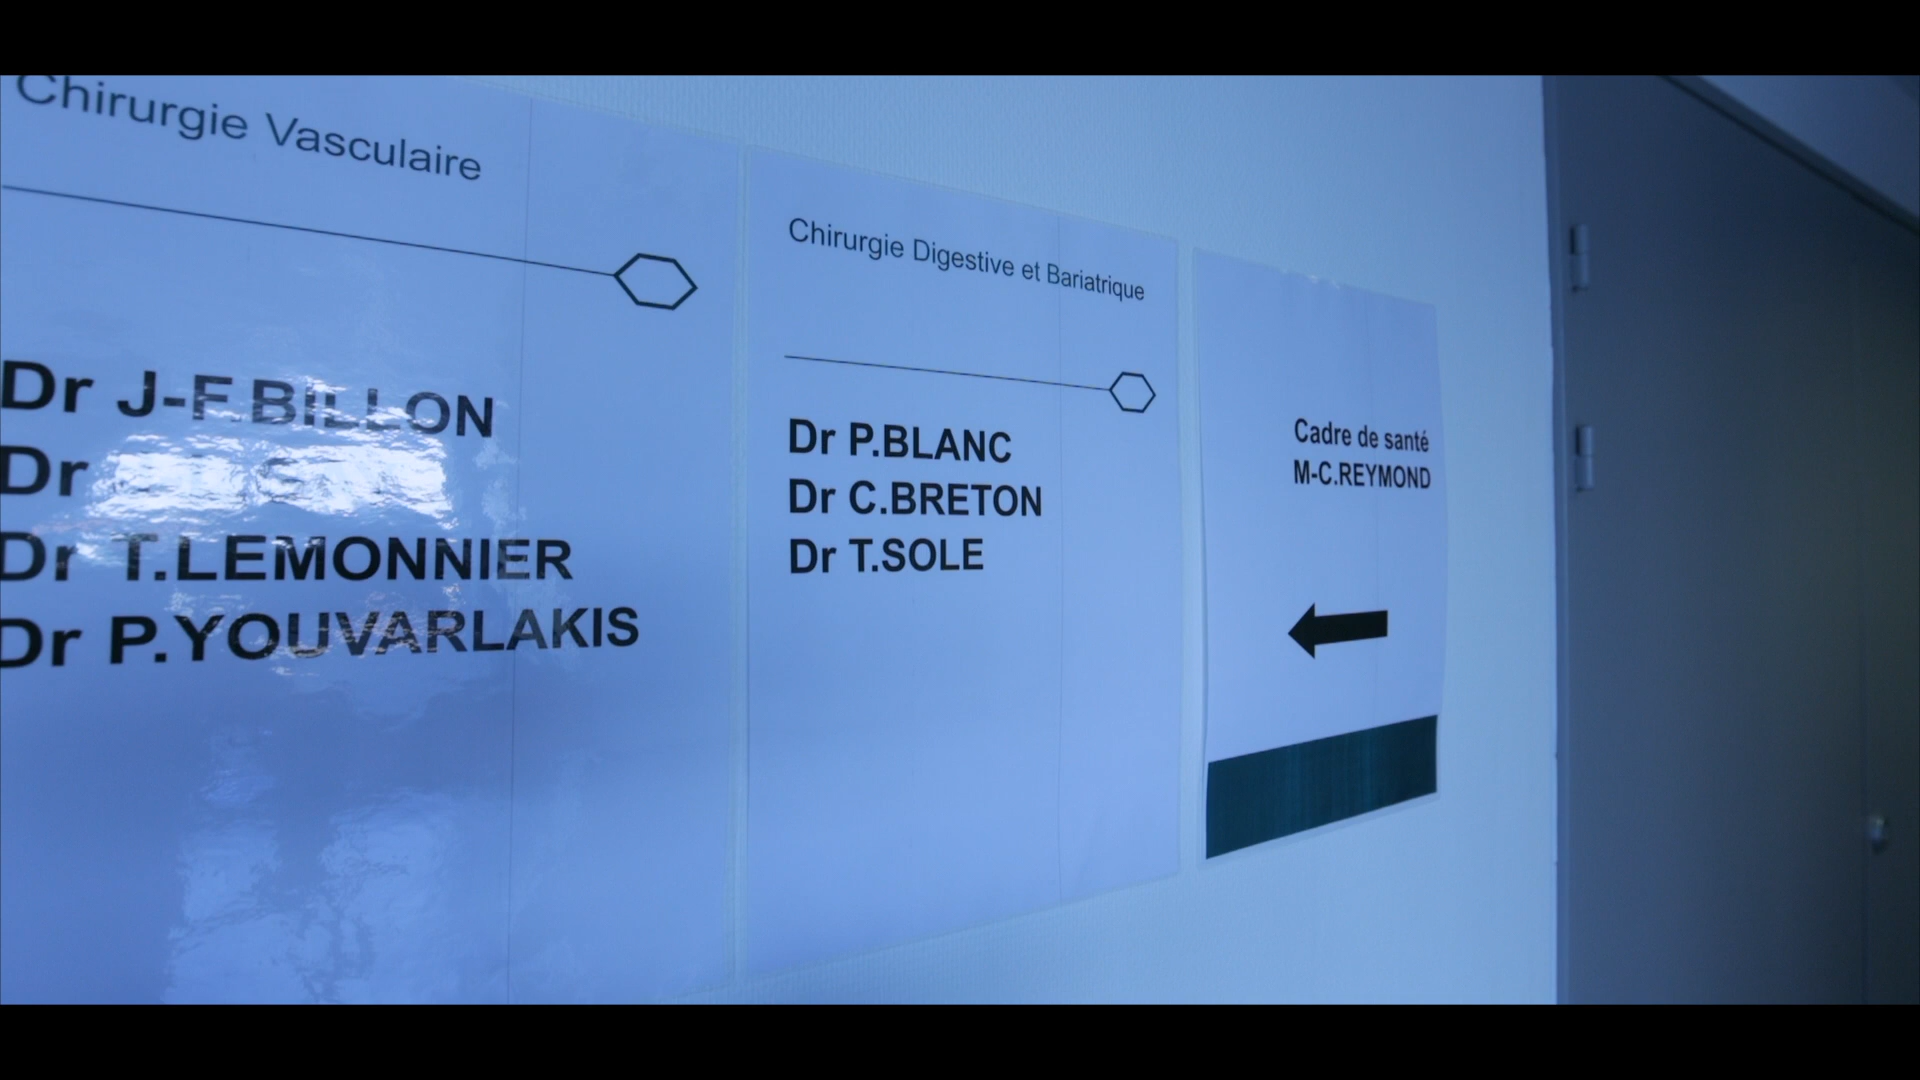 Chirurgie Vasculaire
Dr J-F.BILLON
Dr
Dr T.LEMONNIER
Dr P.YOUVARLAKIS
Chirurgie Digestive et Bariatrique
Dr P.BLANC
Dr C.BRETON
Dr T.SOLE
Cadre de santé
M-C.REYMOND